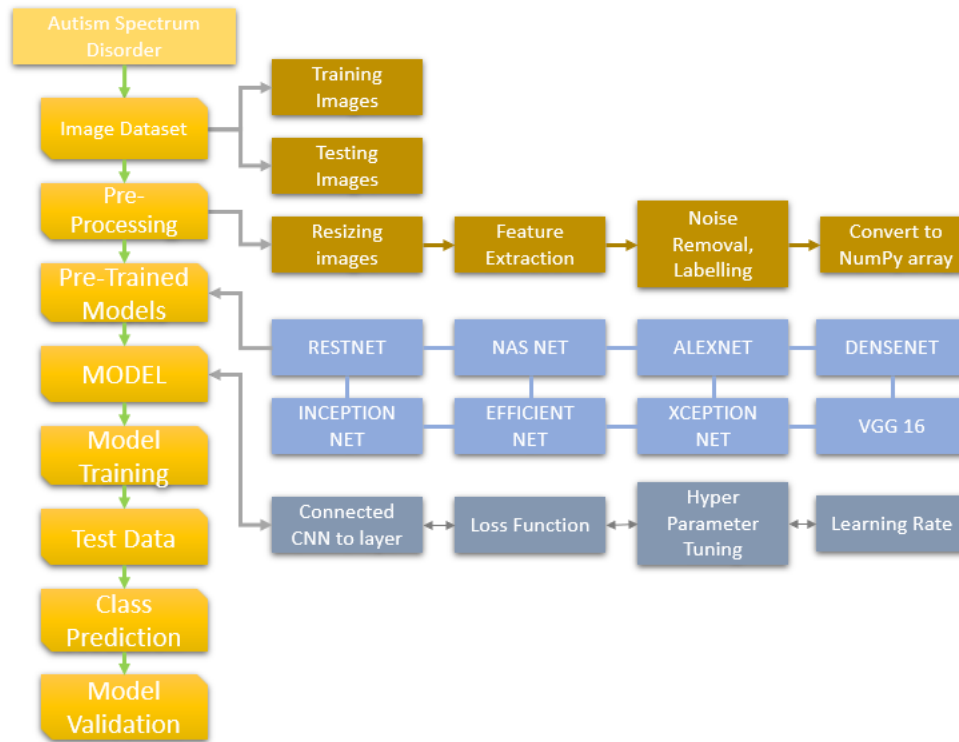 Autism Spectrum
Disorder
Training
Images
Image Dataset
Testing
Images
Pre-
Processing
Resizing
images
Feature
Extraction
Noise
Removal,
Labelling
Convert to
NumPy array
Pre-Trained
Models
RESTNET
NAS NET
ALEXNET
DENSENET
MODEL
INCEPTION
NET
EFFICIENT
NET
XCEPTION
NET
VGG 16
Model
Training
Connected
CNN to layer
Loss Function
Hyper
Parameter
Tuning
Learning Rate
Test Data
Class
Prediction
Model
Validation